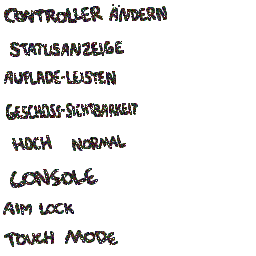 CONTROLLER ÄNDERN
STATUSANZEIGE
AUFLADE-LEISTEN
GESCHOSS-SICHTBARKEIT
HOCH NORMAL
CONSOLE
AIM LOCK
TOUCH MODE